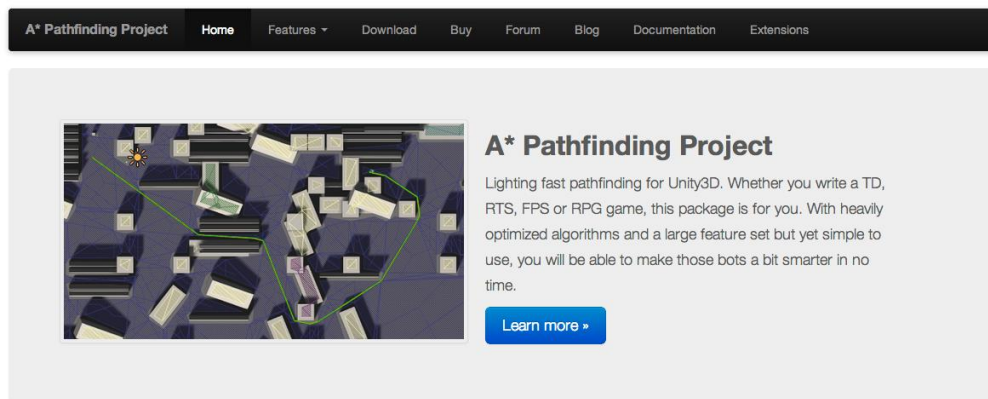 A* Pathfinding Project Home Features Download Buy Forum Blog Documentation Extensions
A* Pathfinding Project
Lighting fast pathfinding for Unity3D. Whether you write a TD,
RTS, FPS or RPG game, this package is for you. With heavily
optimized algorithms and a large feature set but yet simple to
use, you will be able to make those bots a bit smarter in no
time.
Learn more »